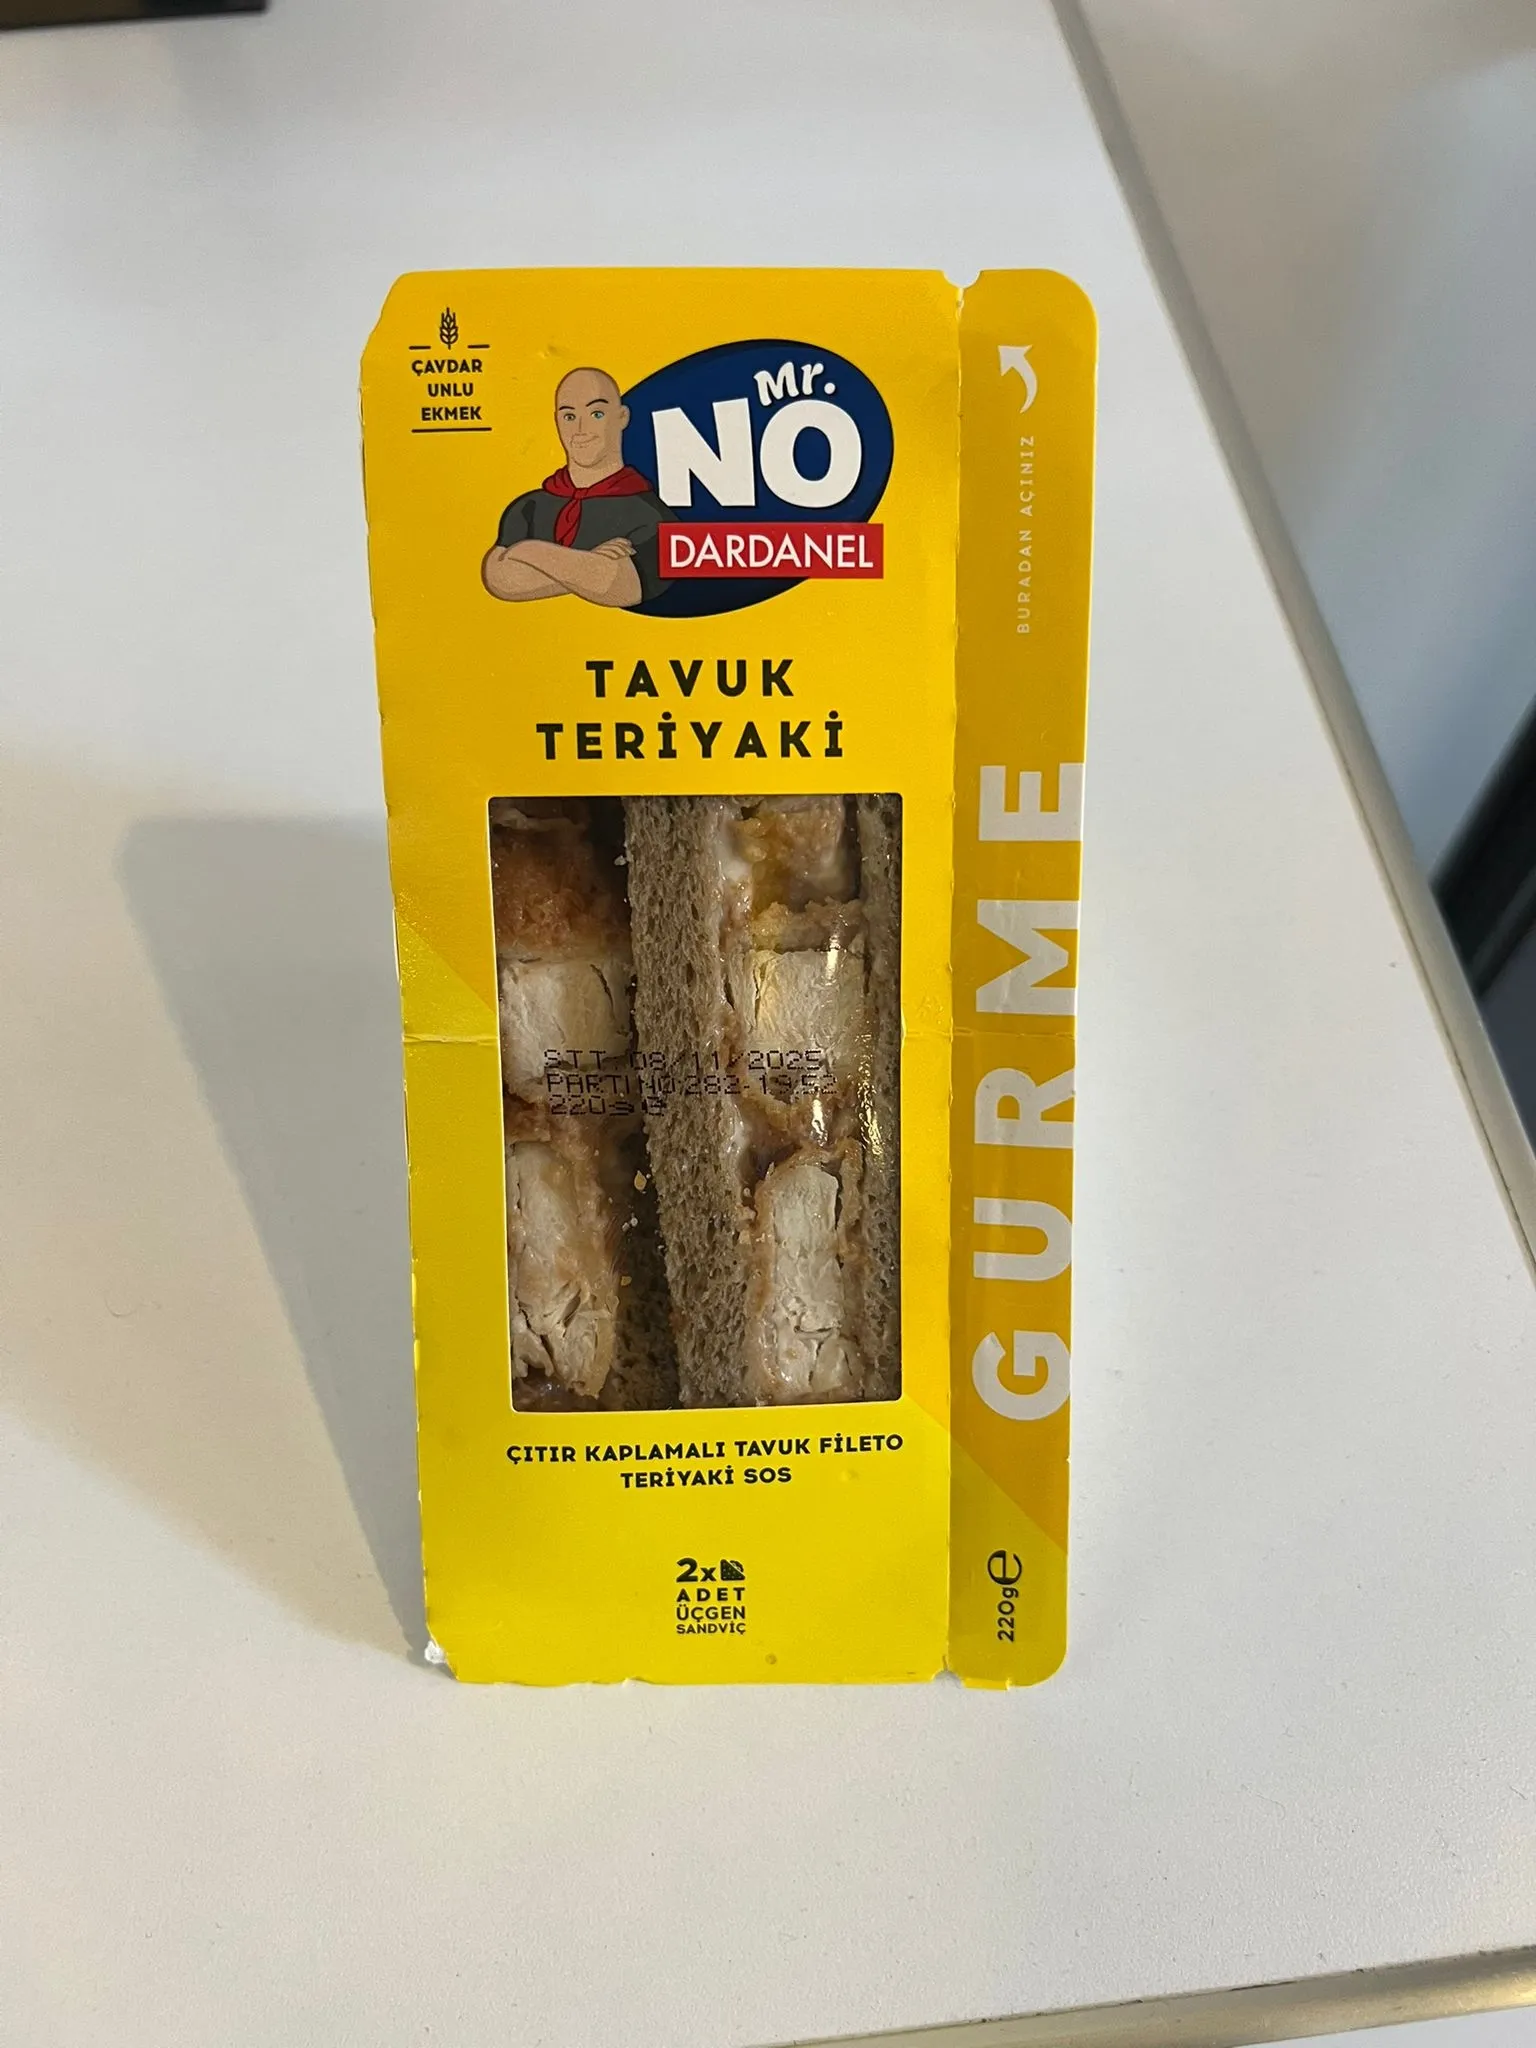 ÇAVDAR
UNLU
EKMEK
Mr.
NO
DARDANEL
TAVUK
TERİYAKİ
STT.08/11/2025
PARTI NO:282-19:52
220g e
ÇITIR KAPLAMALI TAVUK FİLETO
TERİYAKİ SOS
2x
ADET
ÜÇGEN
SANDVİÇ
BURADAN AÇINIZ
GURME
220g e